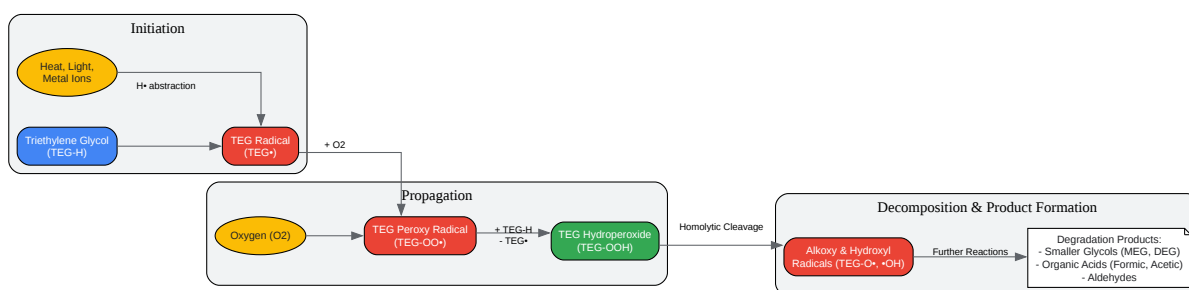 Initiation
Heat, Light,
Metal Ions
H• abstraction
Triethylene Glycol
(TEG-H)
TEG Radical
(TEG•)
+ O2
Propagation
Oxygen (O2)
TEG Peroxy Radical
(TEG-OO•)
+ TEG-H
- TEG•
TEG Hydroperoxide
(TEG-OOH)
Homolytic Cleavage
Decomposition & Product Formation
Alkoxy & Hydroxyl
Radicals (TEG-O•, •OH)
Further Reactions
Degradation Products:
- Smaller Glycols (MEG, DEG)
- Organic Acids (Formic, Acetic)
- Aldehydes